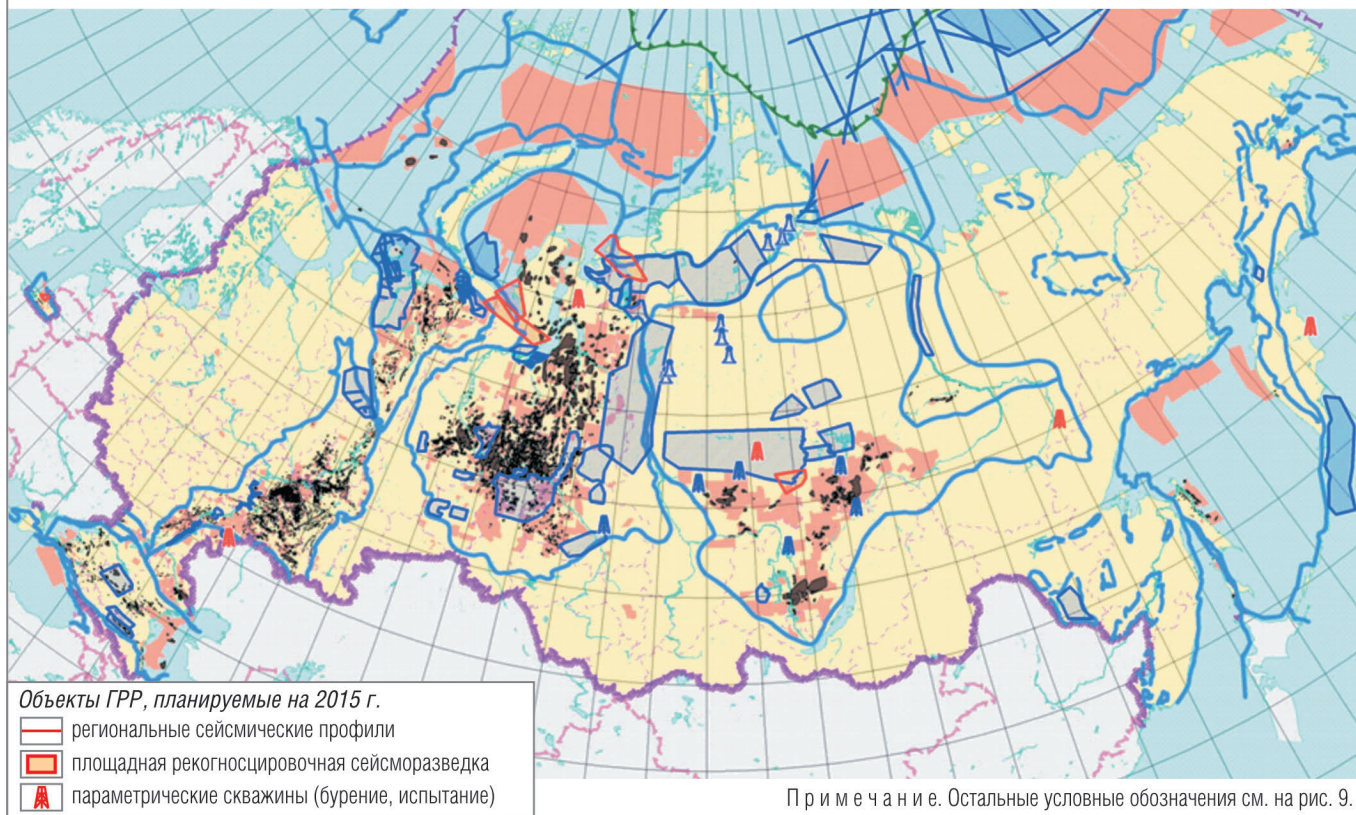 Объекты ГРР, планируемые на 2015 г.
региональные сейсмические профили
площадная рекогносцировочная сейсморазведка
параметрические скважины (бурение, испытание)
П р и м е ч а н и е. Остальные условные обозначения см. на рис. 9.